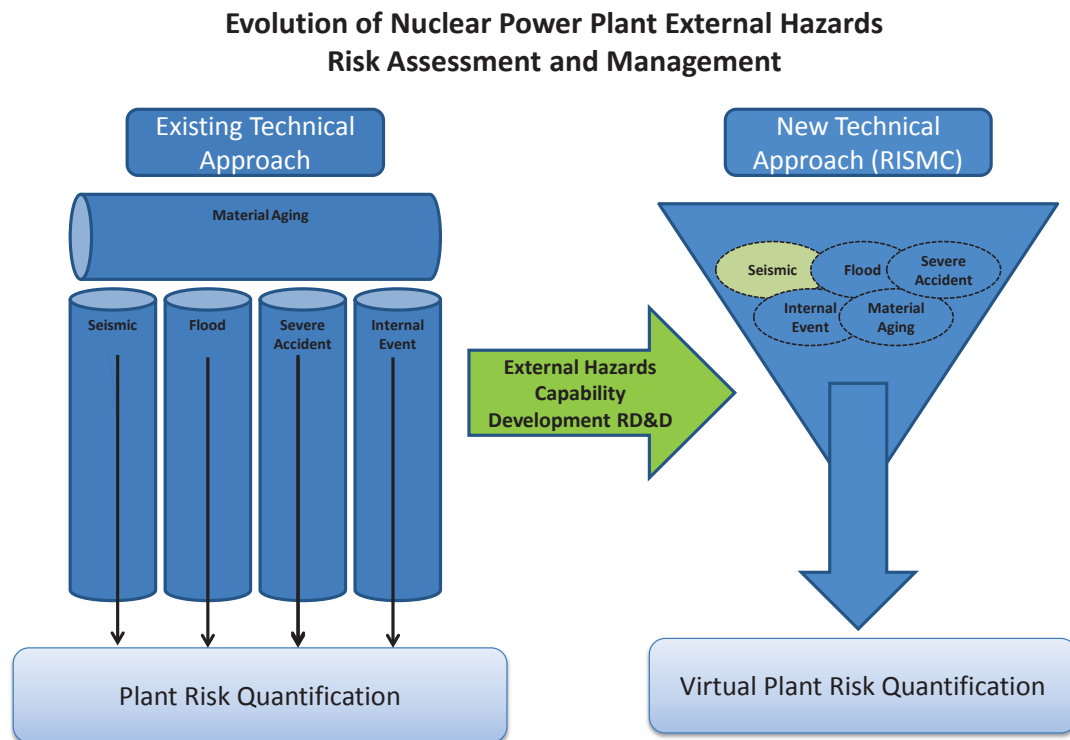 Evolution of Nuclear Power Plant External Hazards
Risk Assessment and Management
Existing Technical
Approach
Material Aging
Seismic
Flood
Severe
Accident
Internal
Event
Plant Risk Quantification
External Hazards
Capability
Development RD&D
New Technical
Approach (RISMC)
Seismic
Flood
Severe
Accident
Internal
Event
Material
Aging
Virtual Plant Risk Quantification